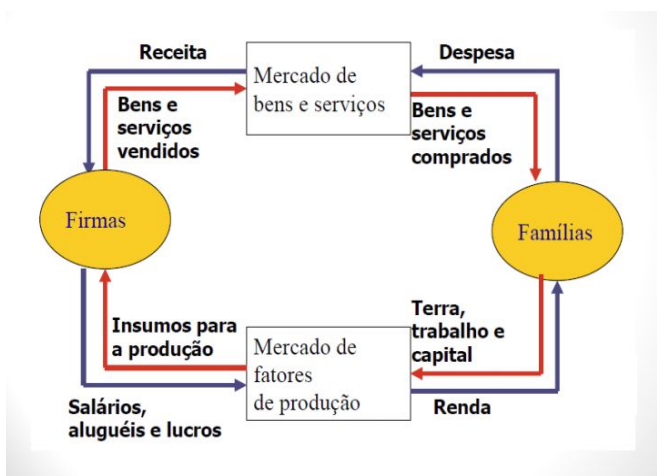 Receita
Despesa
Mercado de
bens e serviços
Bens e
serviços
vendidos
Bens e
serviços
comprados
Firmas
Famílias
Insumos para
a produção
Mercado de
fatores
de produção
Terra,
trabalho e
capital
Salários,
aluguéis e lucros
Renda